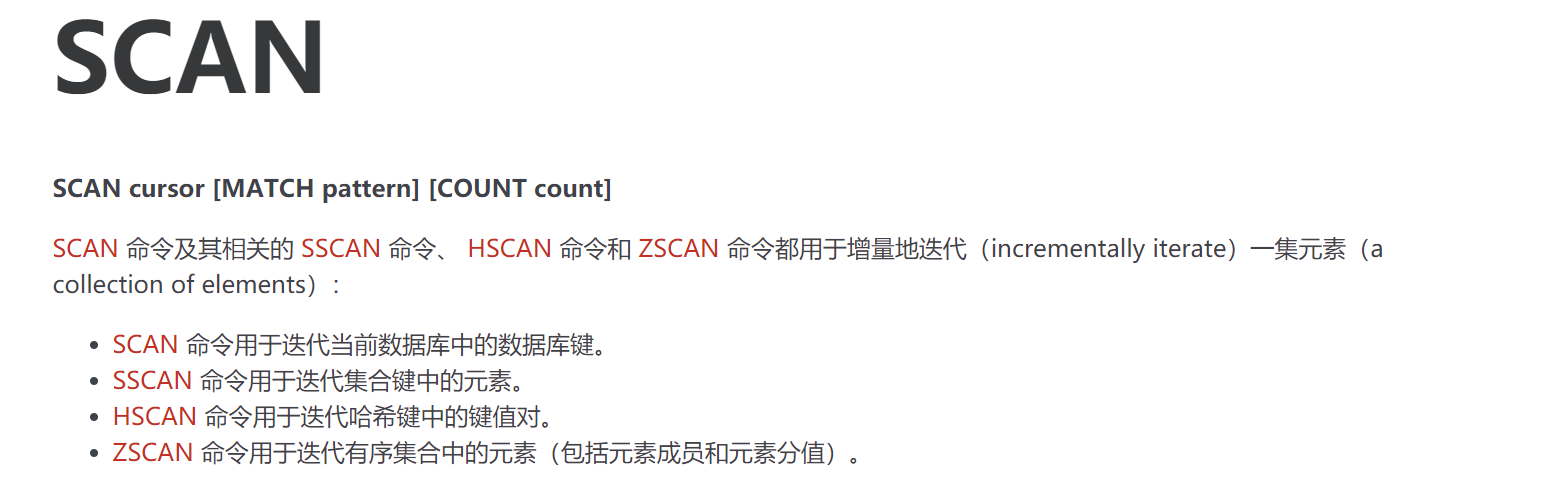 SCAN
SCAN cursor [MATCH pattern] [COUNT count]
SCAN 命令及其相关的 SSCAN 命令、 HSCAN 命令和 ZSCAN 命令都用于增量地迭代（incrementally iterate）一集元素（a
collection of elements）：
• SCAN 命令用于迭代当前数据库中的数据库键。
• SSCAN 命令用于迭代集合键中的元素。
• HSCAN 命令用于迭代哈希键中的键值对。
• ZSCAN 命令用于迭代有序集合中的元素（包括元素成员和元素分值）。